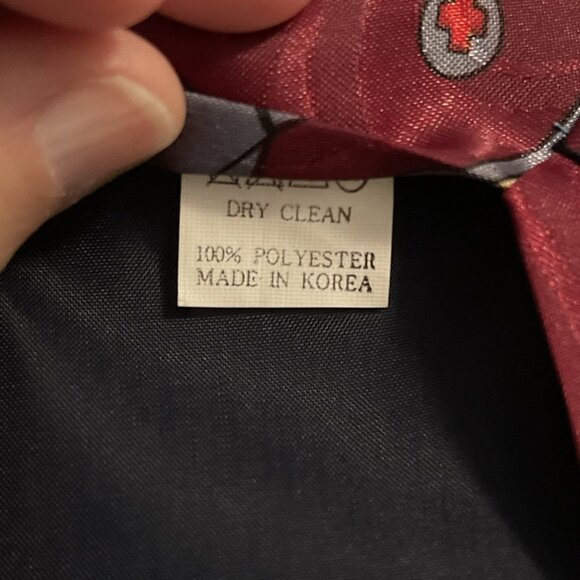 DRY CLEAN
100% POLYESTER
MADE IN KOREA